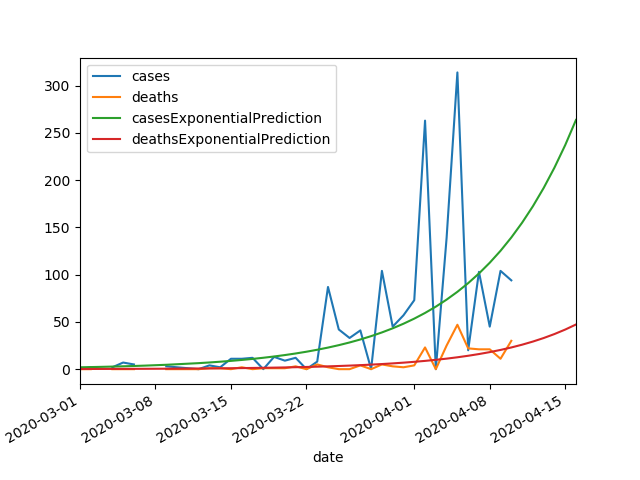 cases
deaths
casesExponentialPrediction
deathsExponentialPrediction
300
250
200
150
100
50
0
2020-03-01
2020-03-08
2020-03-15
2020-03-22
2020-04-01
2020-04-08
2020-04-15
date